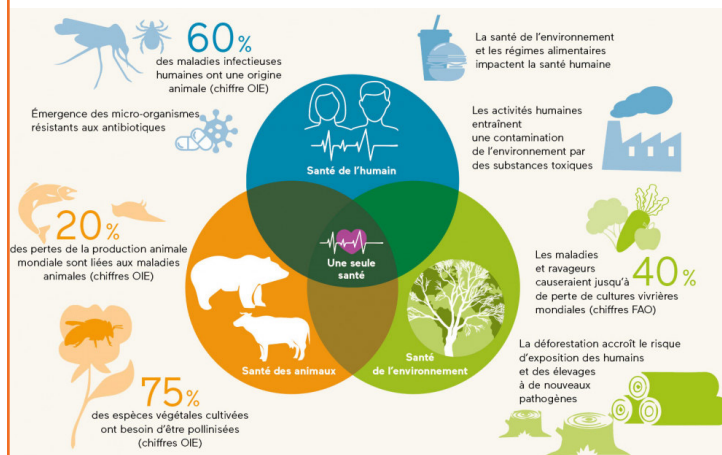 60%
des maladies infectieuses
humaines ont une origine
animale (chiffre OIE)
Émergence des micro-organismes
résistants aux antibiotiques
20%
des pertes de la production animale
mondiale sont liées aux maladies
animales (chiffres OIE)
75%
des espèces végétales cultivées
ont besoin d'être pollinisées
(chiffres OIE)
Santé de l'humain
Une seule
santé
Santé des animaux
Santé
de l'environnement
La santé de l'environnement
et les régimes alimentaires
impactent la santé humaine
Les activités humaines
entraînent
une contamination
de l'environnement par
des substances toxiques
Les maladies
et ravageurs
causeraient jusqu'à
40%
de perte de cultures vivrières
mondiales (chiffres FAO)
La déforestation accroît le risque
d'exposition des humains
et des élevages
à de nouveaux
pathogènes